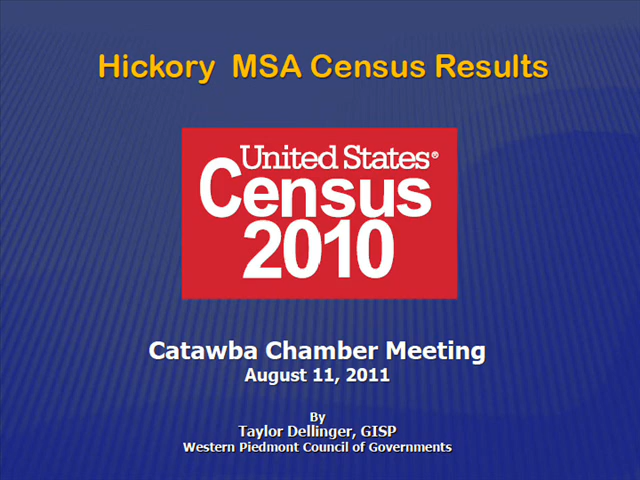 Hickory  MSA Census Results
United States®
Census
2010
Catawba Chamber Meeting
August 11, 2011
By
Taylor Dellinger, GISP
Western Piedmont Council of Governments